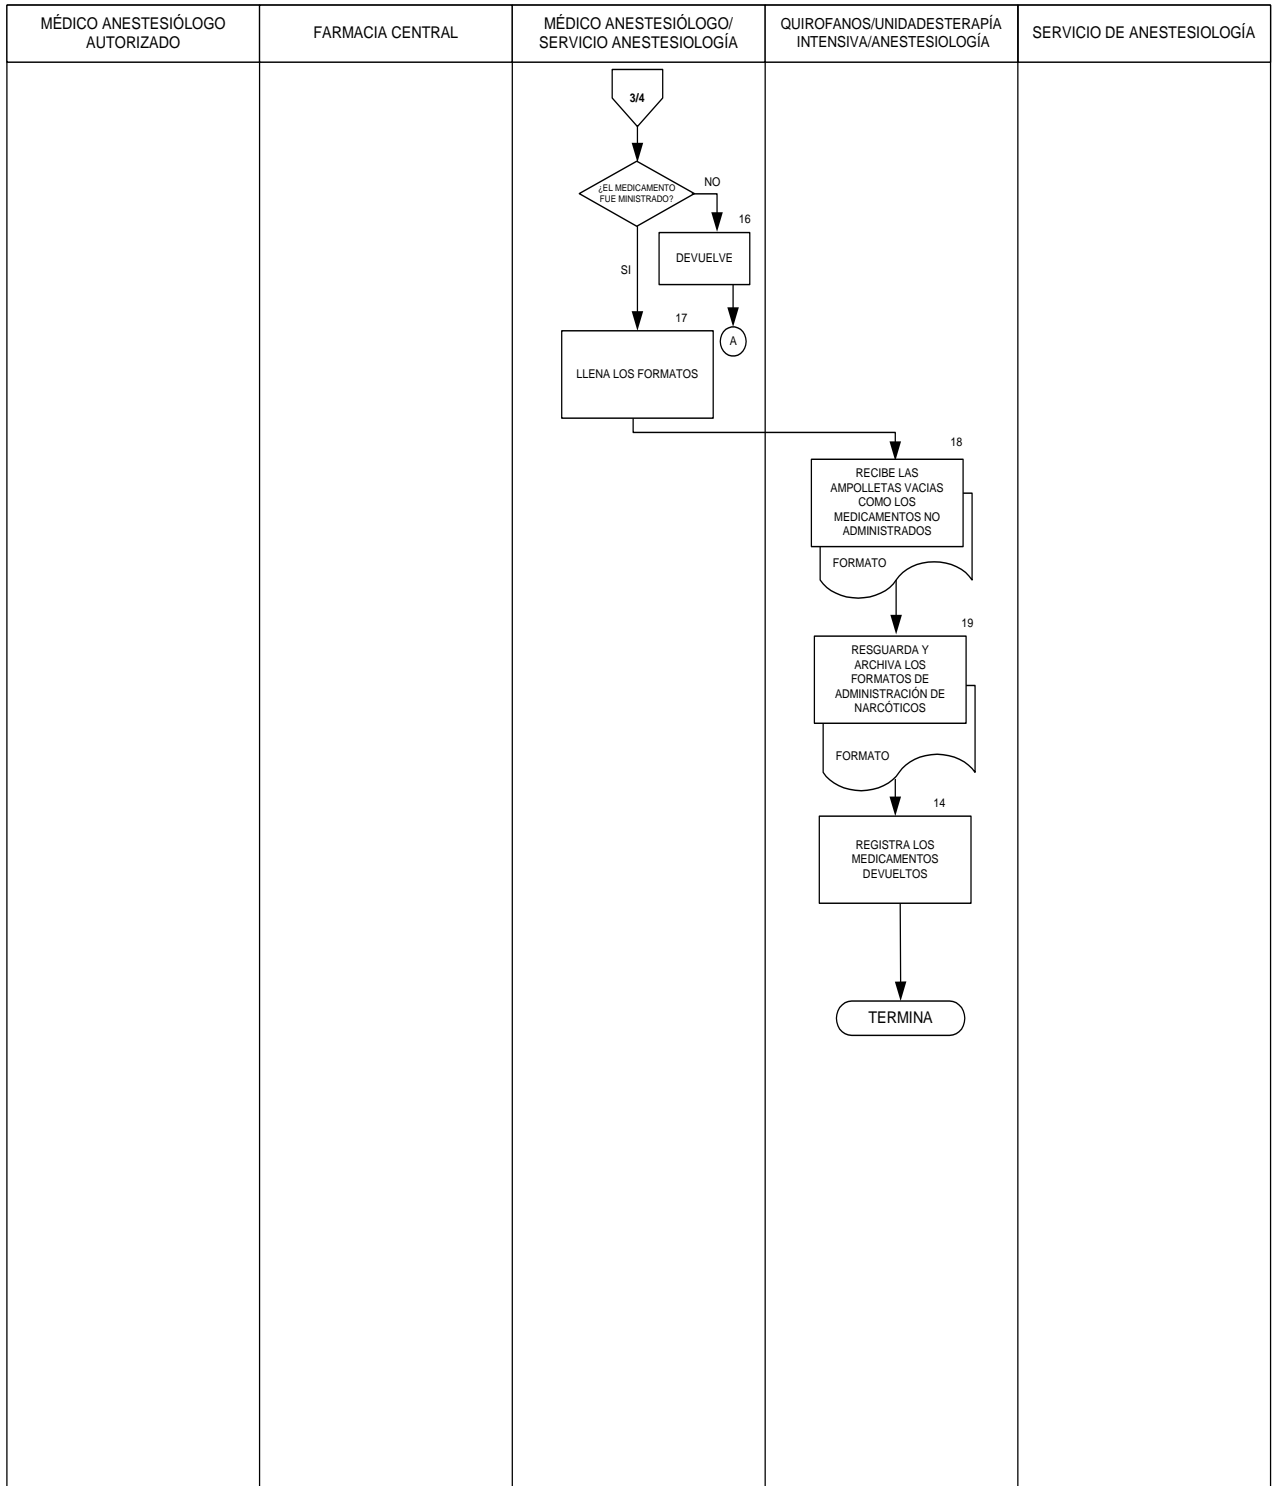 MÉDICO ANESTESIÓLOGO
AUTORIZADO
FARMACIA CENTRAL
MÉDICO ANESTESIÓLOGO/
SERVICIO ANESTESIOLOGÍA
QUIROFANOS/UNIDADESTERAPÍA
INTENSIVA/ANESTESIOLOGÍA
SERVICIO DE ANESTESIOLOGÍA
3/4
¿EL MEDICAMENTO
FUE MINISTRADO?
NO
16
DEVUELVE
SI
A
17
LLENA LOS FORMATOS
18
RECIBE LAS
AMPOLLETAS VACIAS
COMO LOS
MEDICAMENTOS NO
ADMINISTRADOS
FORMATO
19
RESGUARDA Y
ARCHIVA LOS
FORMATOS DE
ADMINISTRACIÓN DE
NARCÓTICOS
FORMATO
14
REGISTRA LOS
MEDICAMENTOS
DEVUELTOS
TERMINA